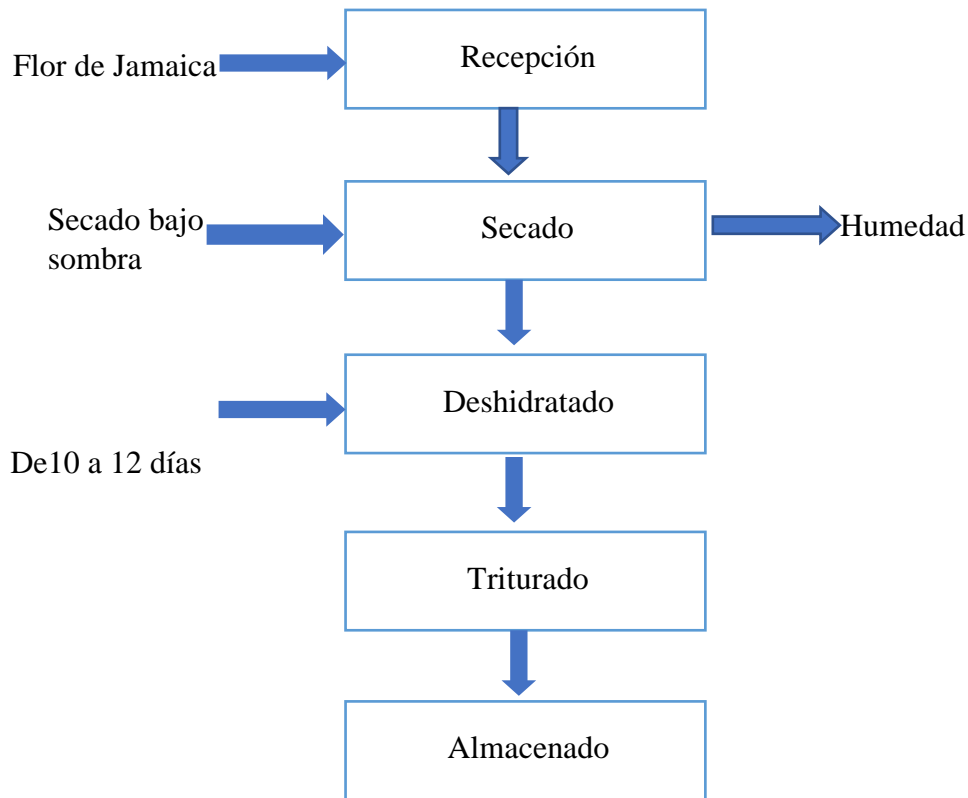 Flor de Jamaica
Recepción
Secado bajo
sombra
Secado
Humedad
Deshidratado
De10 a 12 días
Triturado
Almacenado